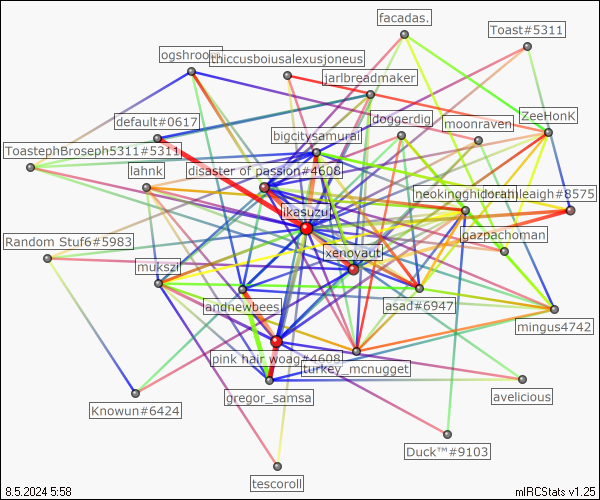 facadas.
Toast#5311
ogshroom
thiccusboiusalexusjoneus
jarlbreadmaker
default#0617
doggerdig
moonraven
ZeeHonK
bigcitysamurai
ToastephBroseph5311#5311
lahnk
disaster of passion#4608
neokingghidorah
nleaigh#8575
ikasuzu
gazpachoman
Random Stuf6#5983
xenovaut
mukszi
andnewbees
asad#6947
mingus4742
pink hair woag#4608
turkey_mcnugget
gregor_samsa
avelicious
Knowun#6424
Duck™#9103
tescoroll
8.5.2024 5:58
mIRCStats v1.25